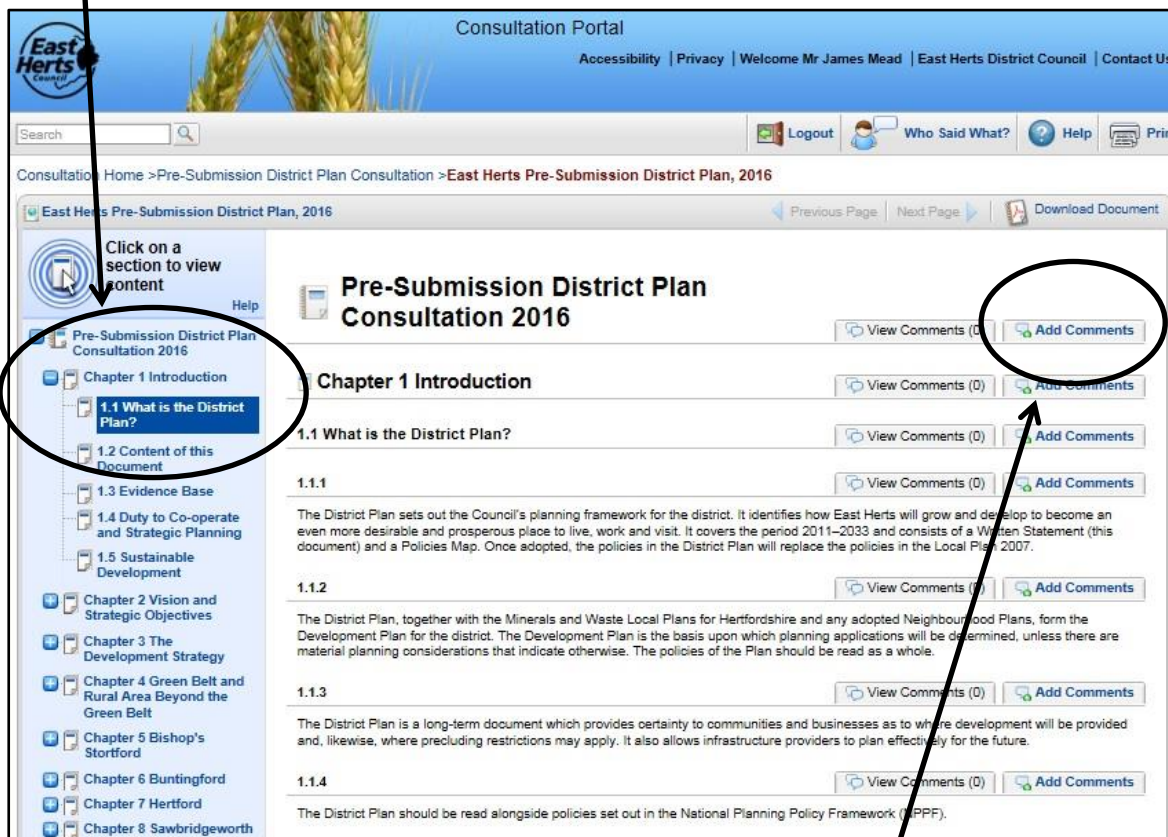 Consultation Portal
East Herts Council
Accessibility | Privacy | Welcome Mr James Mead | East Herts District Council | Contact Us
Search
Logout Who Said What? Help Prin
Consultation Home >Pre-Submission District Plan Consultation >East Herts Pre-Submission District Plan, 2016
East Herts Pre-Submission District Plan, 2016
Previous Page Next Page Download Document
Click on a
section to view
content
Help
Pre-Submission District Plan
Consultation 2016
Chapter 1 Introduction
1.1 What is the District
Plan?
1.2 Content of this
Document
1.3 Evidence Base
1.4 Duty to Co-operate
and Strategic Planning
1.5 Sustainable
Development
Chapter 2 Vision and
Strategic Objectives
Chapter 3 The
Development Strategy
Chapter 4 Green Belt and
Rural Area Beyond the
Green Belt
Chapter 5 Bishop's
Stortford
Chapter 6 Buntingford
Chapter 7 Hertford
Chapter 8 Sawbridgeworth
Pre-Submission District Plan
Consultation 2016
View Comments (0) Add Comments
Chapter 1 Introduction
View Comments (0) Add Comments
1.1 What is the District Plan?
View Comments (0) Add Comments
1.1.1
View Comments (0) Add Comments
The District Plan sets out the Council's planning framework for the district. It identifies how East Herts will grow and develop to become an
even more desirable and prosperous place to live, work and visit. It covers the period 2011–2033 and consists of a Written Statement (this
document) and a Policies Map. Once adopted, the policies in the District Plan will replace the policies in the Local Plan 2007.
1.1.2
View Comments (0) Add Comments
The District Plan, together with the Minerals and Waste Local Plans for Hertfordshire and any adopted Neighbourhood Plans, form the
Development Plan for the district. The Development Plan is the basis upon which planning applications will be determined, unless there are
material planning considerations that indicate otherwise. The policies of the Plan should be read as a whole.
1.1.3
View Comments (0) Add Comments
The District Plan is a long-term document which provides certainty to communities and businesses as to where development will be provided
and, likewise, where precluding restrictions may apply. It also allows infrastructure providers to plan effectively for the future.
1.1.4
View Comments (0) Add Comments
The District Plan should be read alongside policies set out in the National Planning Policy Framework (NPPF).